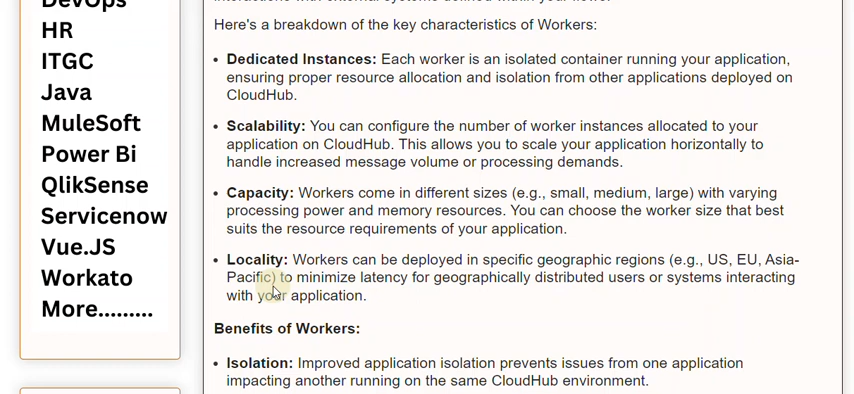 DevOps
HR
ITGC
Java
MuleSoft
Power Bi
QlikSense
Servicenow
Vue.JS
Workato
More.........
Here's a breakdown of the key characteristics of Workers:
• Dedicated Instances: Each worker is an isolated container running your application,
ensuring proper resource allocation and isolation from other applications deployed on
CloudHub.
• Scalability: You can configure the number of worker instances allocated to your
application on CloudHub. This allows you to scale your application horizontally to
handle increased message volume or processing demands.
• Capacity: Workers come in different sizes (e.g., small, medium, large) with varying
processing power and memory resources. You can choose the worker size that best
suits the resource requirements of your application.
• Locality: Workers can be deployed in specific geographic regions (e.g., US, EU, Asia-
Pacific) to minimize latency for geographically distributed users or systems interacting
with your application.
Benefits of Workers:
• Isolation: Improved application isolation prevents issues from one application
impacting another running on the same CloudHub environment.